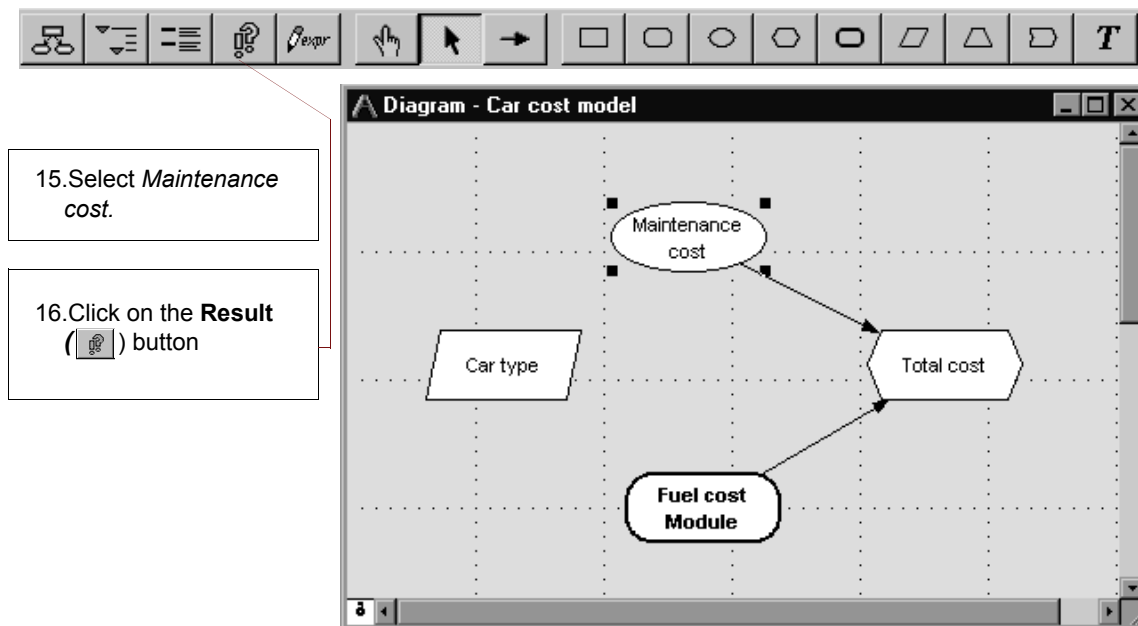 expr
T
Diagram - Car cost model
15.Select Maintenance
cost.
16.Click on the Result
( ) button
Maintenance
cost
Car type
Total cost
Fuel cost
Module